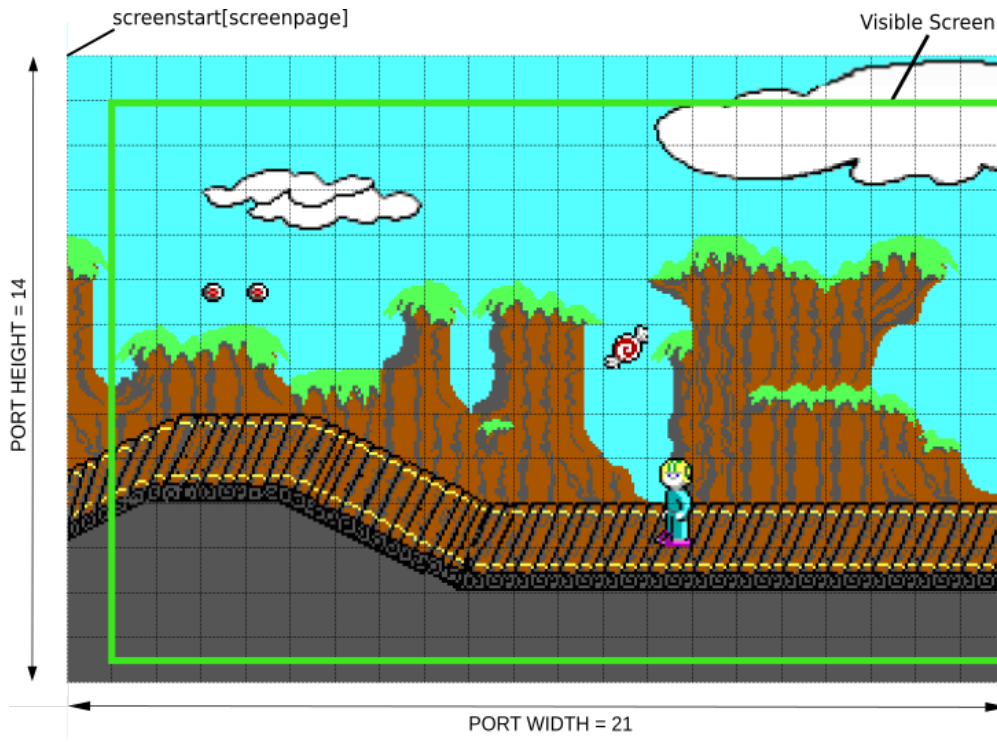 screenstart[screenpage]
Visible Screen
PORT HEIGHT = 14
PORT WIDTH = 21